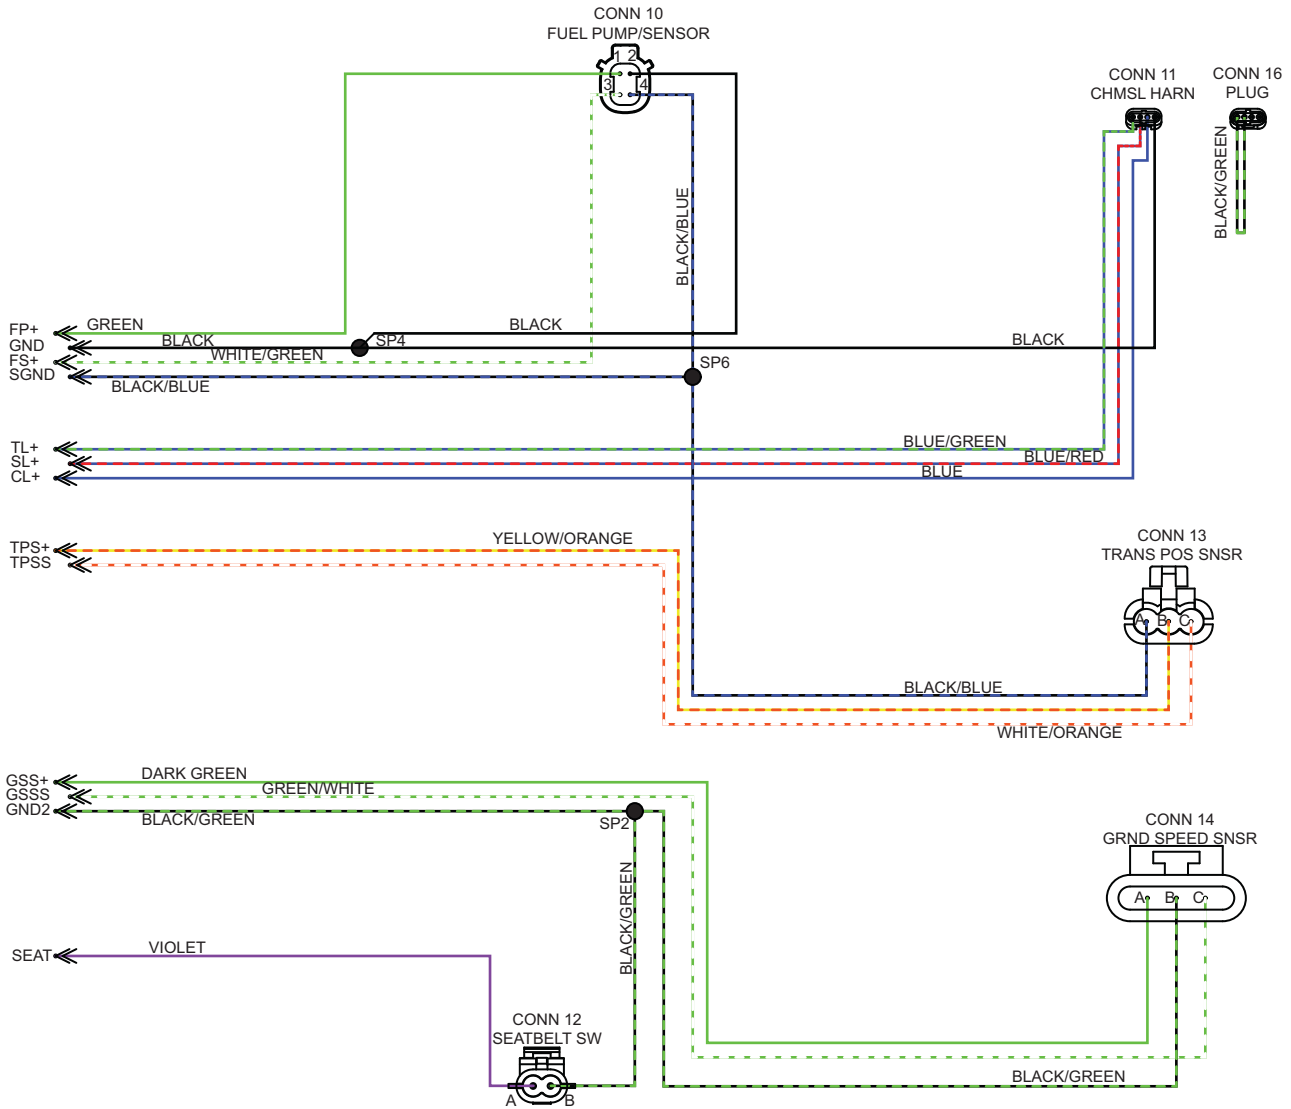 CONN 10
FUEL PUMP/SENSOR
1 2
3 4
CONN 11
CHMSL HARN
CONN 16
PLUG
BLACK/GREEN
BLACK/BLUE
FP+
GREEN
GND
BLACK
SP4
BLACK
BLACK
FS+
WHITE/GREEN
SGND
BLACK/BLUE
SP6
TL+
BLUE/GREEN
SL+
BLUE/RED
CL+
BLUE
TPS+
YELLOW/ORANGE
TPSS
CONN 13
TRANS POS SNSR
A B C
BLACK/BLUE
WHITE/ORANGE
GSS+
DARK GREEN
GSSS
GREEN/WHITE
GND2
BLACK/GREEN
SP2
CONN 14
GRND SPEED SNSR
A B C
BLACK/GREEN
SEAT
VIOLET
CONN 12
SEATBELT SW
A B
BLACK/GREEN